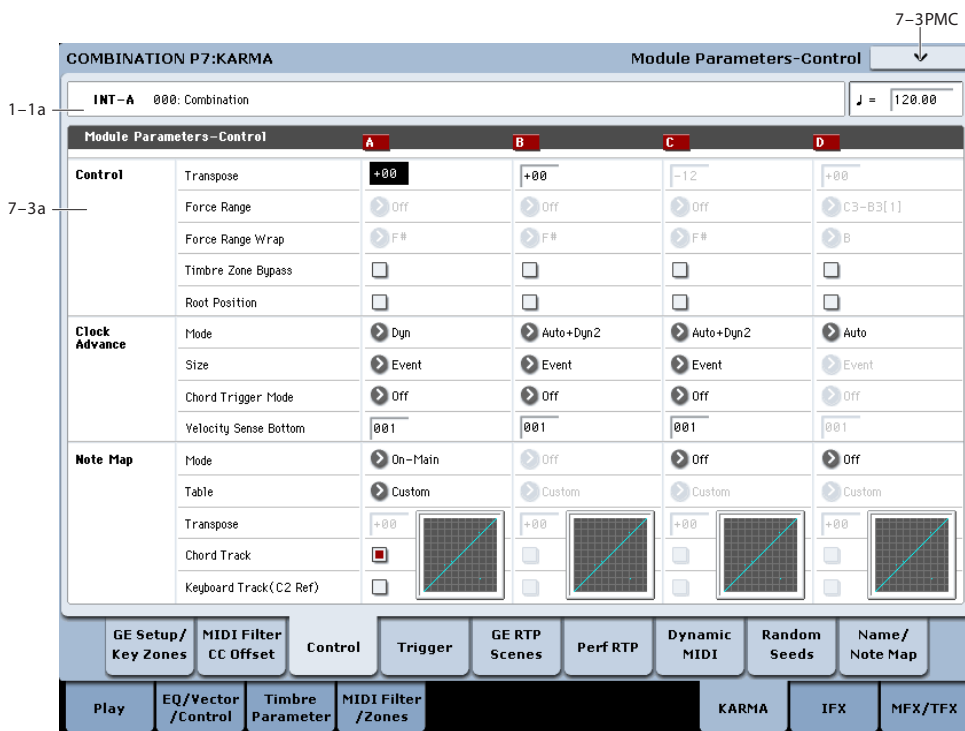 7–3PMC
COMBINATION P7:KARMA Module Parameters-Control
1–1a
INT-A 000: Combination ♩ = 120.00
Module Parameters-Control A B C D
7–3a
Control Transpose +00 +00 -12 +00
Force Range Off Off Off C3-B3[1]
Force Range Wrap F# F# F# B
Timbre Zone Bypass
Root Position
Clock Advance Mode Dyn Auto+Dyn2 Auto+Dyn2 Auto
Size Event Event Event Event
Chord Trigger Mode Off Off Off Off
Velocity Sense Bottom 001 001 001 001
Note Map Mode On-Main Off Off Off
Table Custom Custom Custom Custom
Transpose +00 +00 +00 +00
Chord Track
Keyboard Track(C2 Ref)
GE Setup/ Key Zones MIDI Filter CC Offset Control Trigger GE RTP Scenes Perf RTP Dynamic MIDI Random Seeds Name/ Note Map
Play EQ/Vector /Control Timbre Parameter MIDI Filter /Zones KARMA IFX MFX/TFX